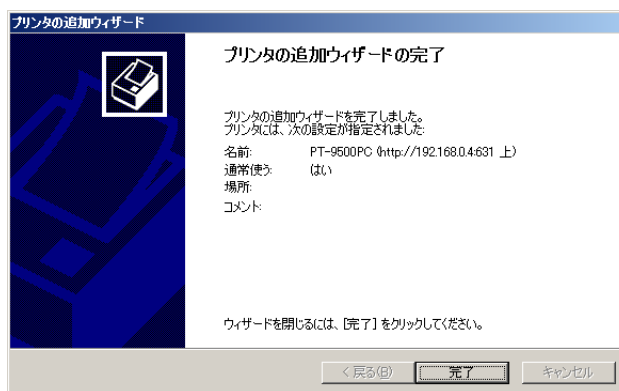 プリンタの追加ウィザード
プリンタの追加ウィザードの完了
プリンタの追加ウィザードを完了しました。
プリンタには、次の設定が指定されました:
名前: PT-9500PC (http://192.168.0.4:631 上)
通常使う: はい
場所:
コメント:
ウィザードを閉じるには、[完了] をクリックしてください。
< 戻る(B) 完了 キャンセル